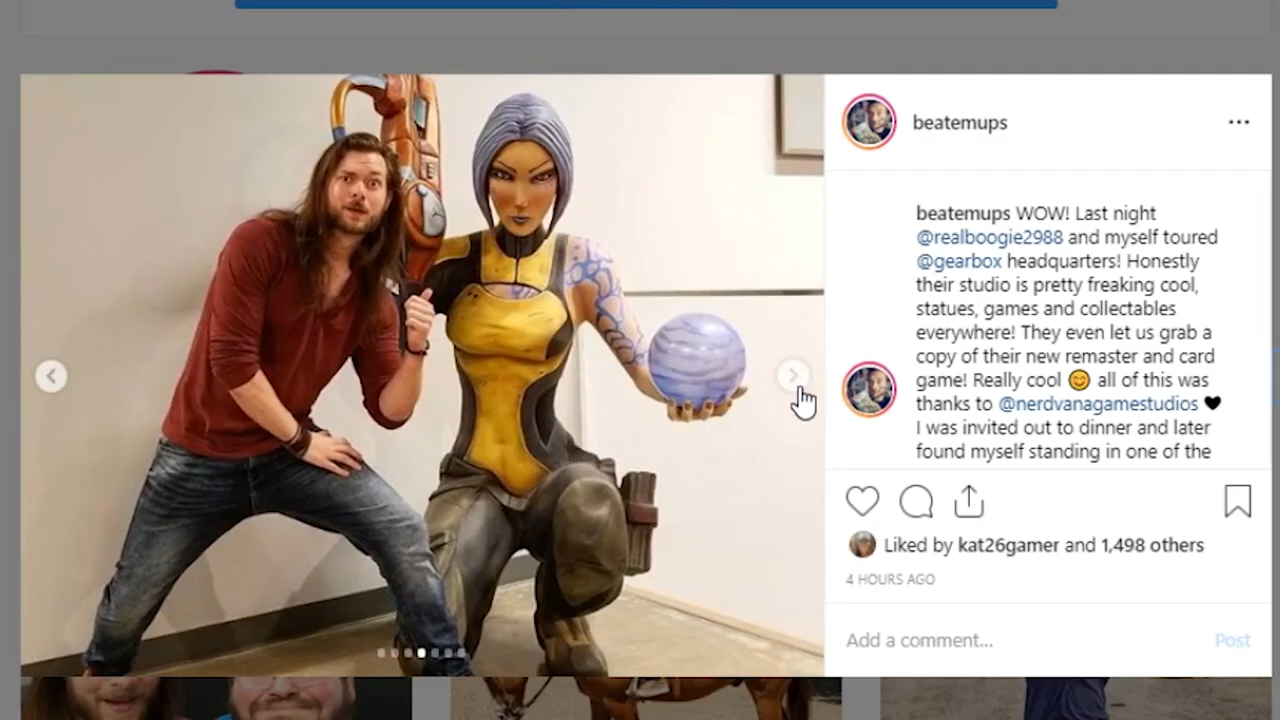 beatemups
beatemups WOW! Last night
@realboogie2988 and myself toured
@gearbox headquarters! Honestly
their studio is pretty freaking cool,
statues, games and collectables
everywhere! They even let us grab a
copy of their new remaster and card
game! Really cool 😊 all of this was
thanks to @nerdvanagamestudios 🖤
I was invited out to dinner and later
found myself standing in one of the
Liked by kat26gamer and 1,498 others
4 HOURS AGO
Add a comment...
Post